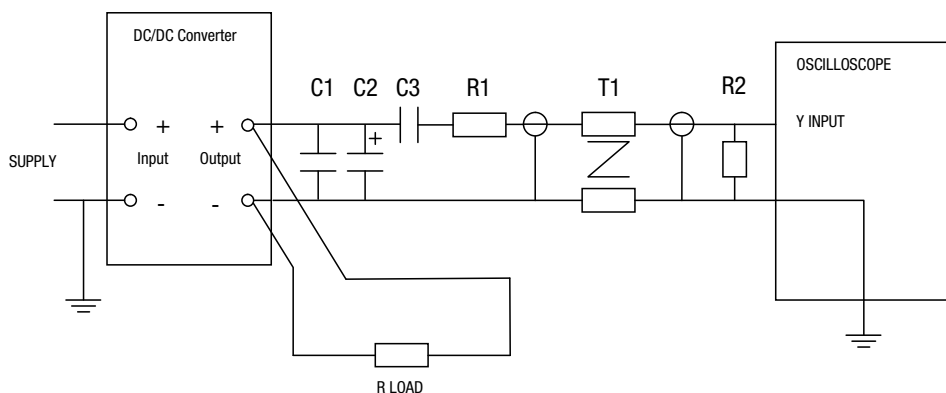 DC/DC Converter
OSCILLOSCOPE
C1 C2 C3 R1 T1 R2
+ + + Y INPUT
SUPPLY Input Output
- -
R LOAD